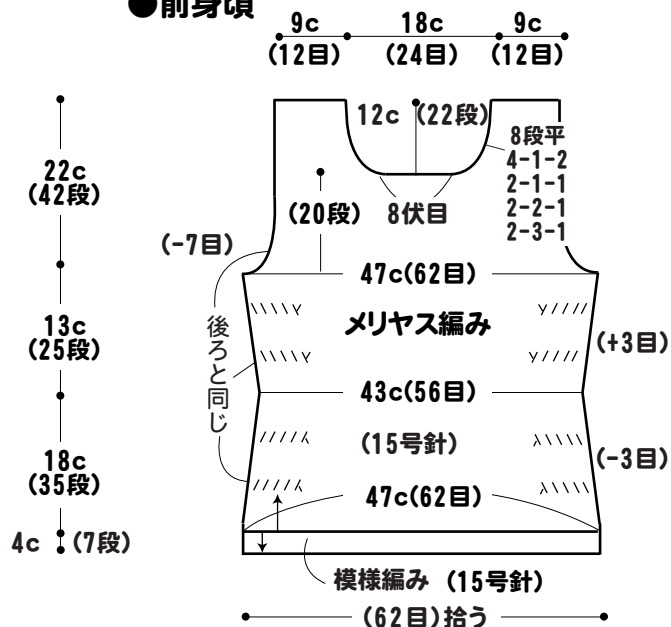 ●前身頃
9c
(12目)
18c
(24目)
9c
(12目)
12c (22段)
8段平
4-1-2
2-1-1
2-2-1
2-3-1
22c
(42段)
(20段)
8伏目
(-7目)
47c(62目)
メリヤス編み
13c
(25段)
後ろと同じ
(+3目)
43c(56目)
(15号針)
18c
(35段)
(-3目)
47c(62目)
4c (7段)
模様編み (15号針)
(62目)拾う